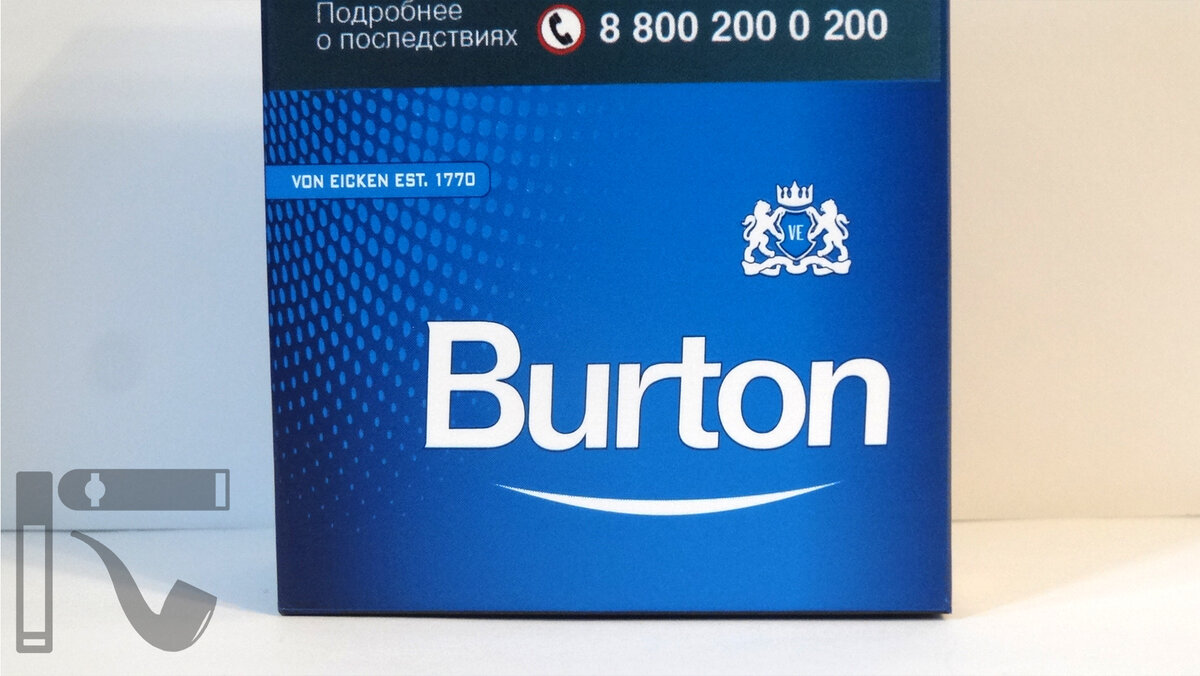 Подробнее
о последствиях
8 800 200 0 200
VON EICKEN EST. 1770
VE
Burton